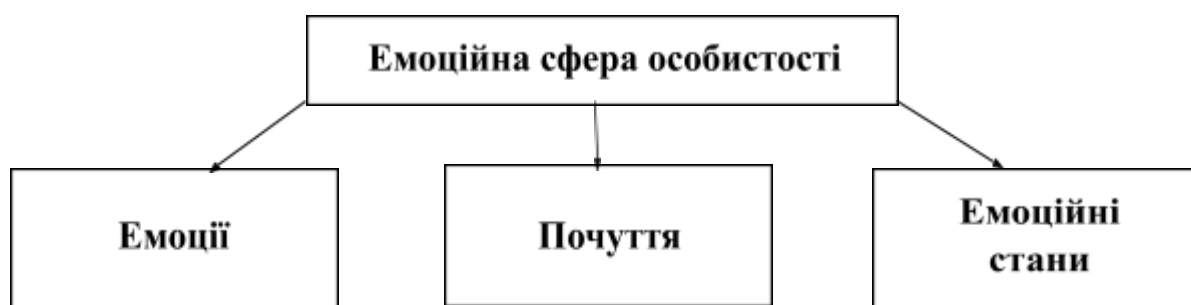 Емоційна сфера особистості
Емоції
Почуття
Емоційні
стани